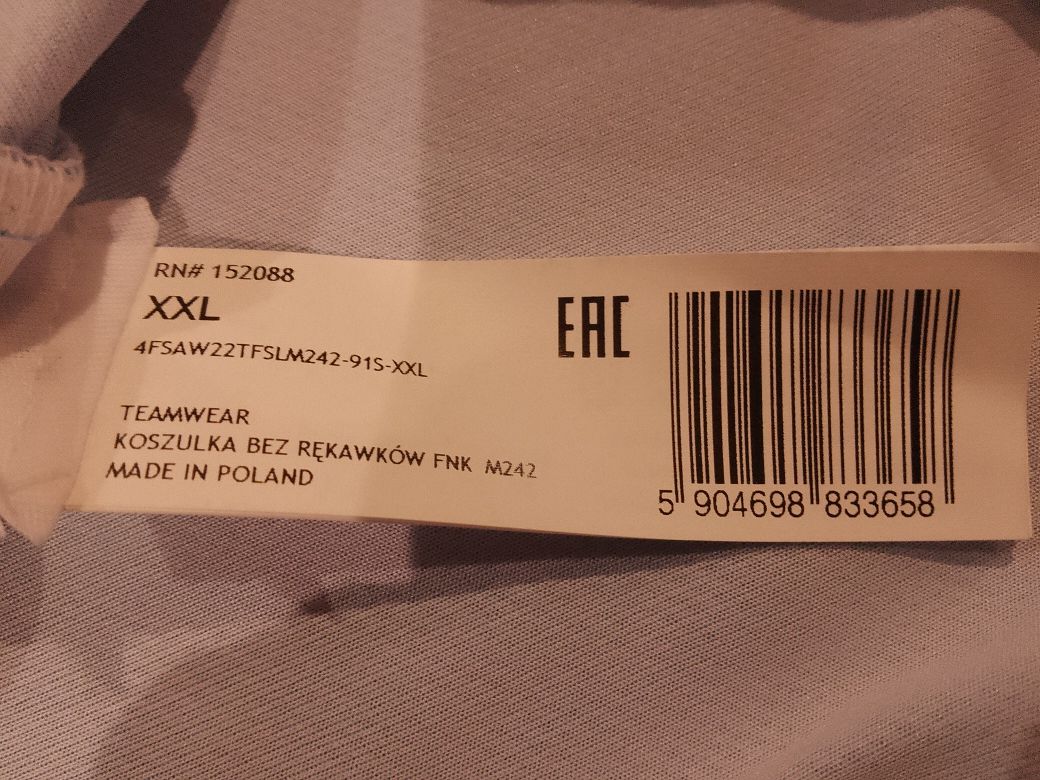 RN# 152088
XXL
4FSAW22TFSLM242-91S-XXL
TEAMWEAR
KOSZULKA BEZ RĘKAWKÓW FNK M242
MADE IN POLAND
EAC
5 904698 833658